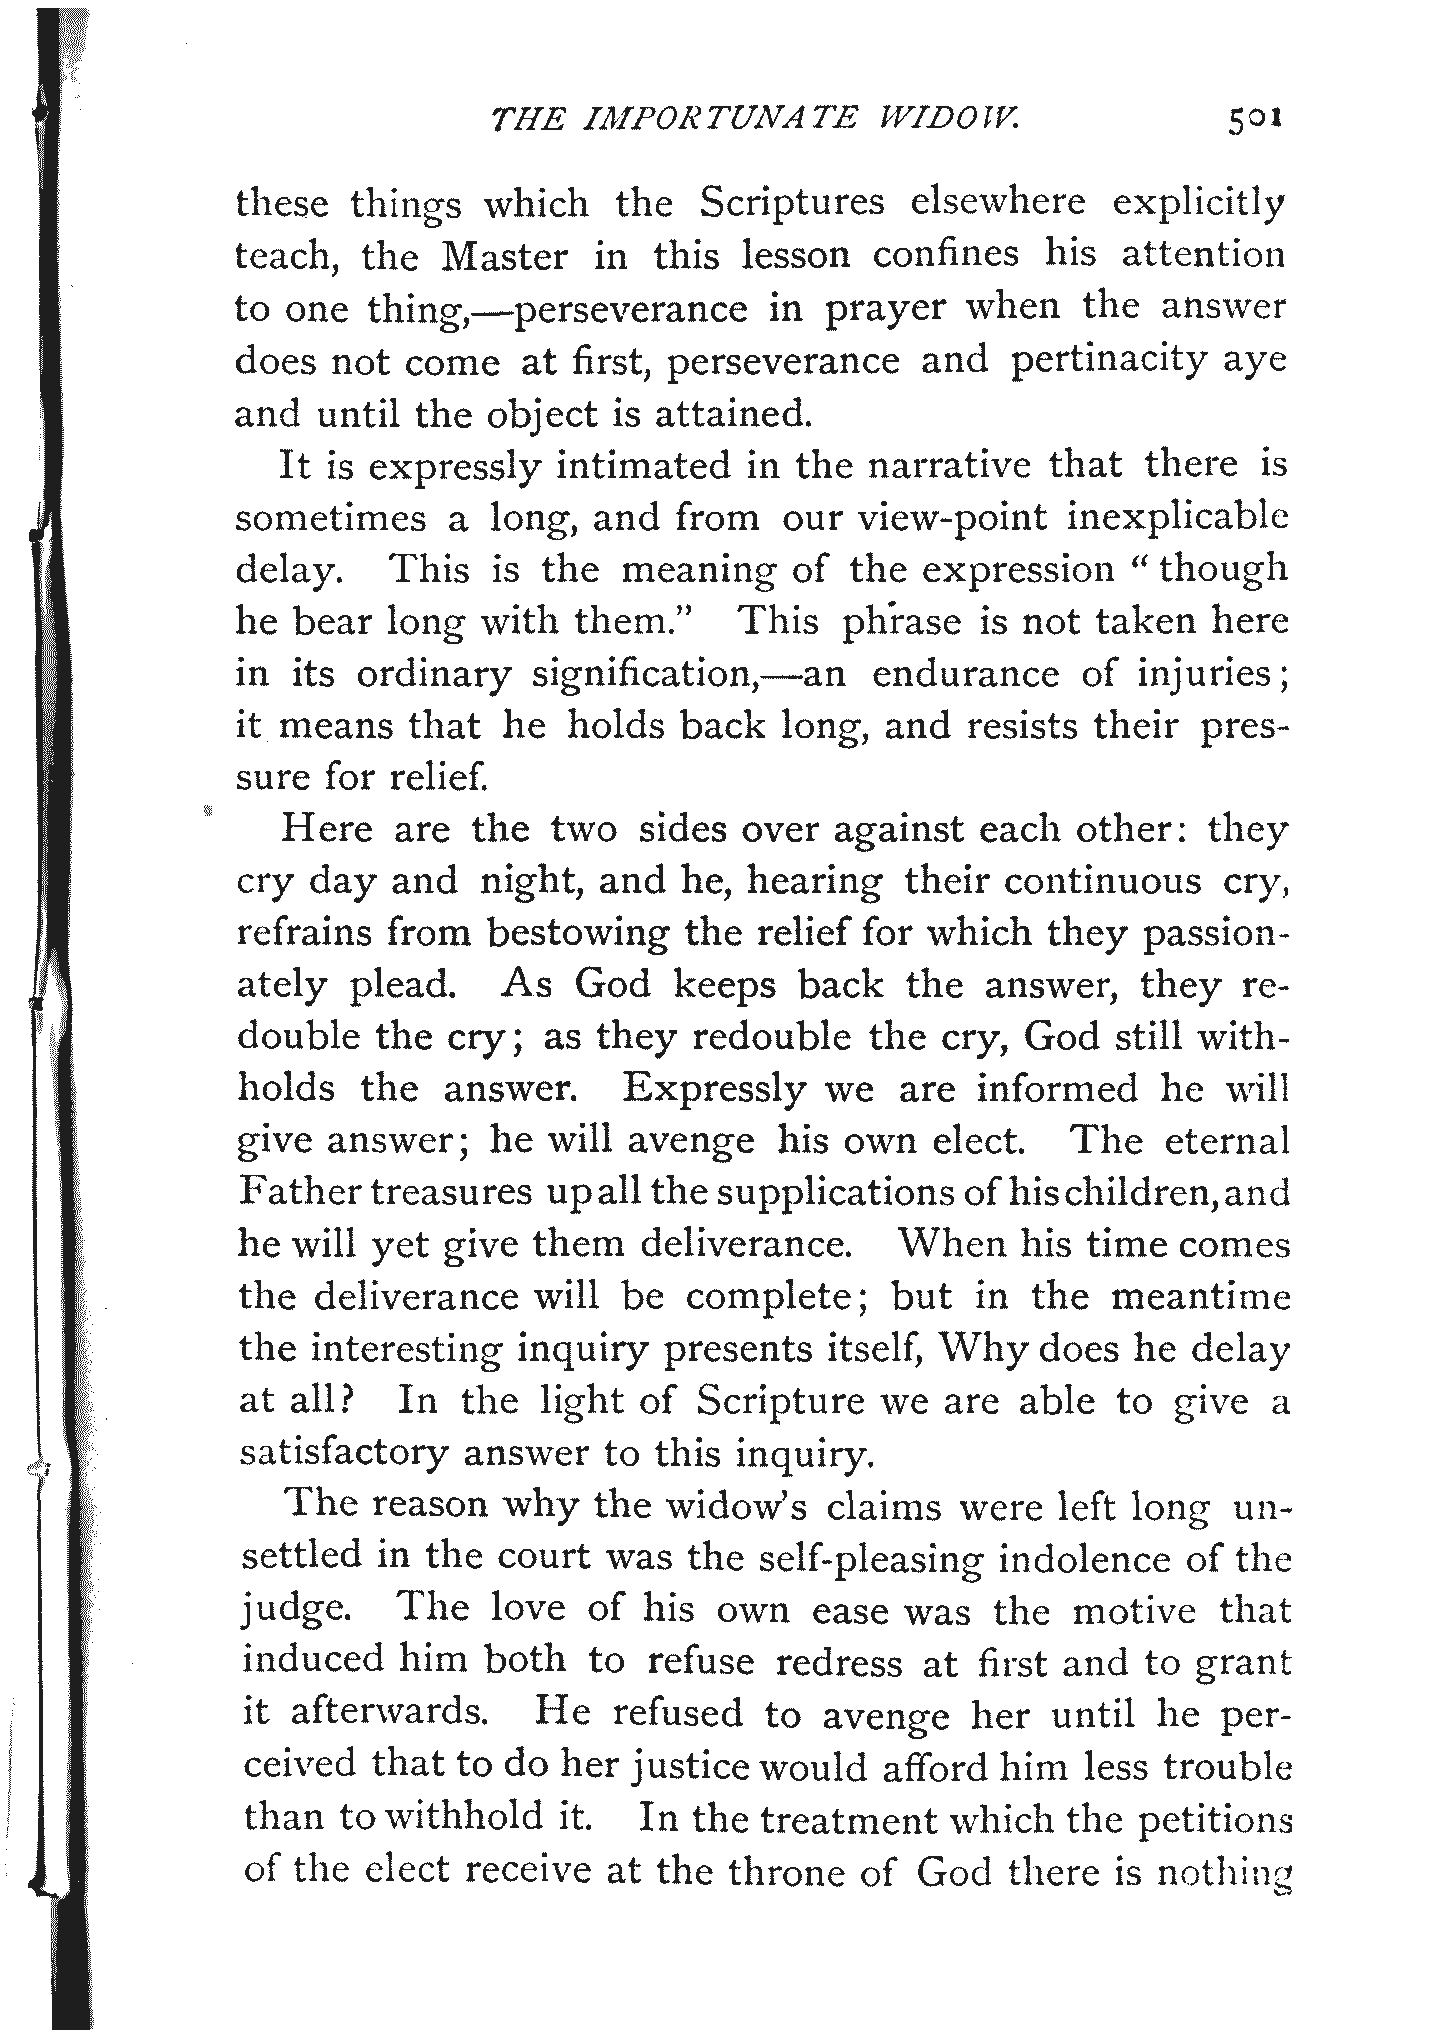 THE IMPORTUNATE WIDOW. 501
these things which the Scriptures elsewhere explicitly
teach, the Master in this lesson confines his attention
to one thing,—perseverance in prayer when the answer
does not come at first, perseverance and pertinacity aye
and until the object is attained.
It is expressly intimated in the narrative that there is
sometimes a long, and from our view-point inexplicable
delay. This is the meaning of the expression “ though
he bear long with them.” This phrase is not taken here
in its ordinary signification,—an endurance of injuries ;
it means that he holds back long, and resists their pres-
sure for relief.
Here are the two sides over against each other: they
cry day and night, and he, hearing their continuous cry,
refrains from bestowing the relief for which they passion-
ately plead. As God keeps back the answer, they re-
double the cry; as they redouble the cry, God still with-
holds the answer. Expressly we are informed he will
give answer; he will avenge his own elect. The eternal
Father treasures up all the supplications of his children, and
he will yet give them deliverance. When his time comes
the deliverance will be complete; but in the meantime
the interesting inquiry presents itself, Why does he delay
at all? In the light of Scripture we are able to give a
satisfactory answer to this inquiry.
The reason why the widow’s claims were left long un-
settled in the court was the self-pleasing indolence of the
judge. The love of his own ease was the motive that
induced him both to refuse redress at first and to grant
it afterwards. He refused to avenge her until he per-
ceived that to do her justice would afford him less trouble
than to withhold it. In the treatment which the petitions
of the elect receive at the throne of God there is nothing